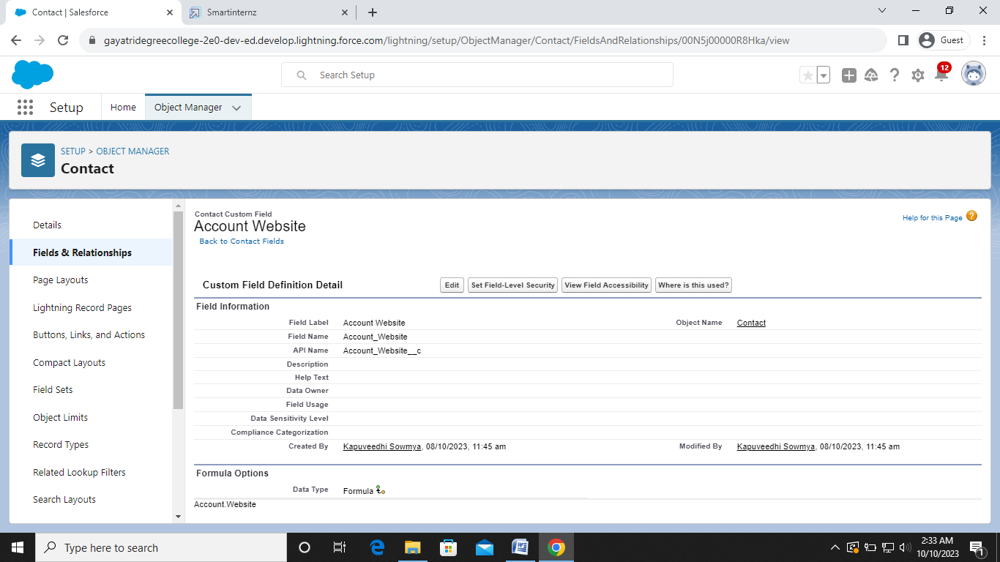 Contact | Salesforce
Smartinternz
gayatridegreecollege-2e0-dev-ed.develop.lightning.force.com/lightning/setup/ObjectManager/Contact/FieldsAndRelationships/00N5j00000R8Hka/view
Guest
Search Setup
12
Setup
Home
Object Manager
SETUP > OBJECT MANAGER
Contact
Details
Fields & Relationships
Page Layouts
Lightning Record Pages
Buttons, Links, and Actions
Compact Layouts
Field Sets
Object Limits
Record Types
Related Lookup Filters
Search Layouts
Contact Custom Field
Account Website
Back to Contact Fields
Help for this Page ?
Custom Field Definition Detail
Edit
Set Field-Level Security
View Field Accessibility
Where is this used?
Field Information
Field Label Account Website Object Name Contact
Field Name Account_Website
API Name Account_Website__c
Description
Help Text
Data Owner
Field Usage
Data Sensitivity Level
Compliance Categorization
Created By Kapuveedhi Sowmya, 08/10/2023, 11:45 am Modified By Kapuveedhi Sowmya, 08/10/2023, 11:45 am
Formula Options
Data Type Formula
Account.Website
Type here to search
2:33 AM
10/10/2023
1